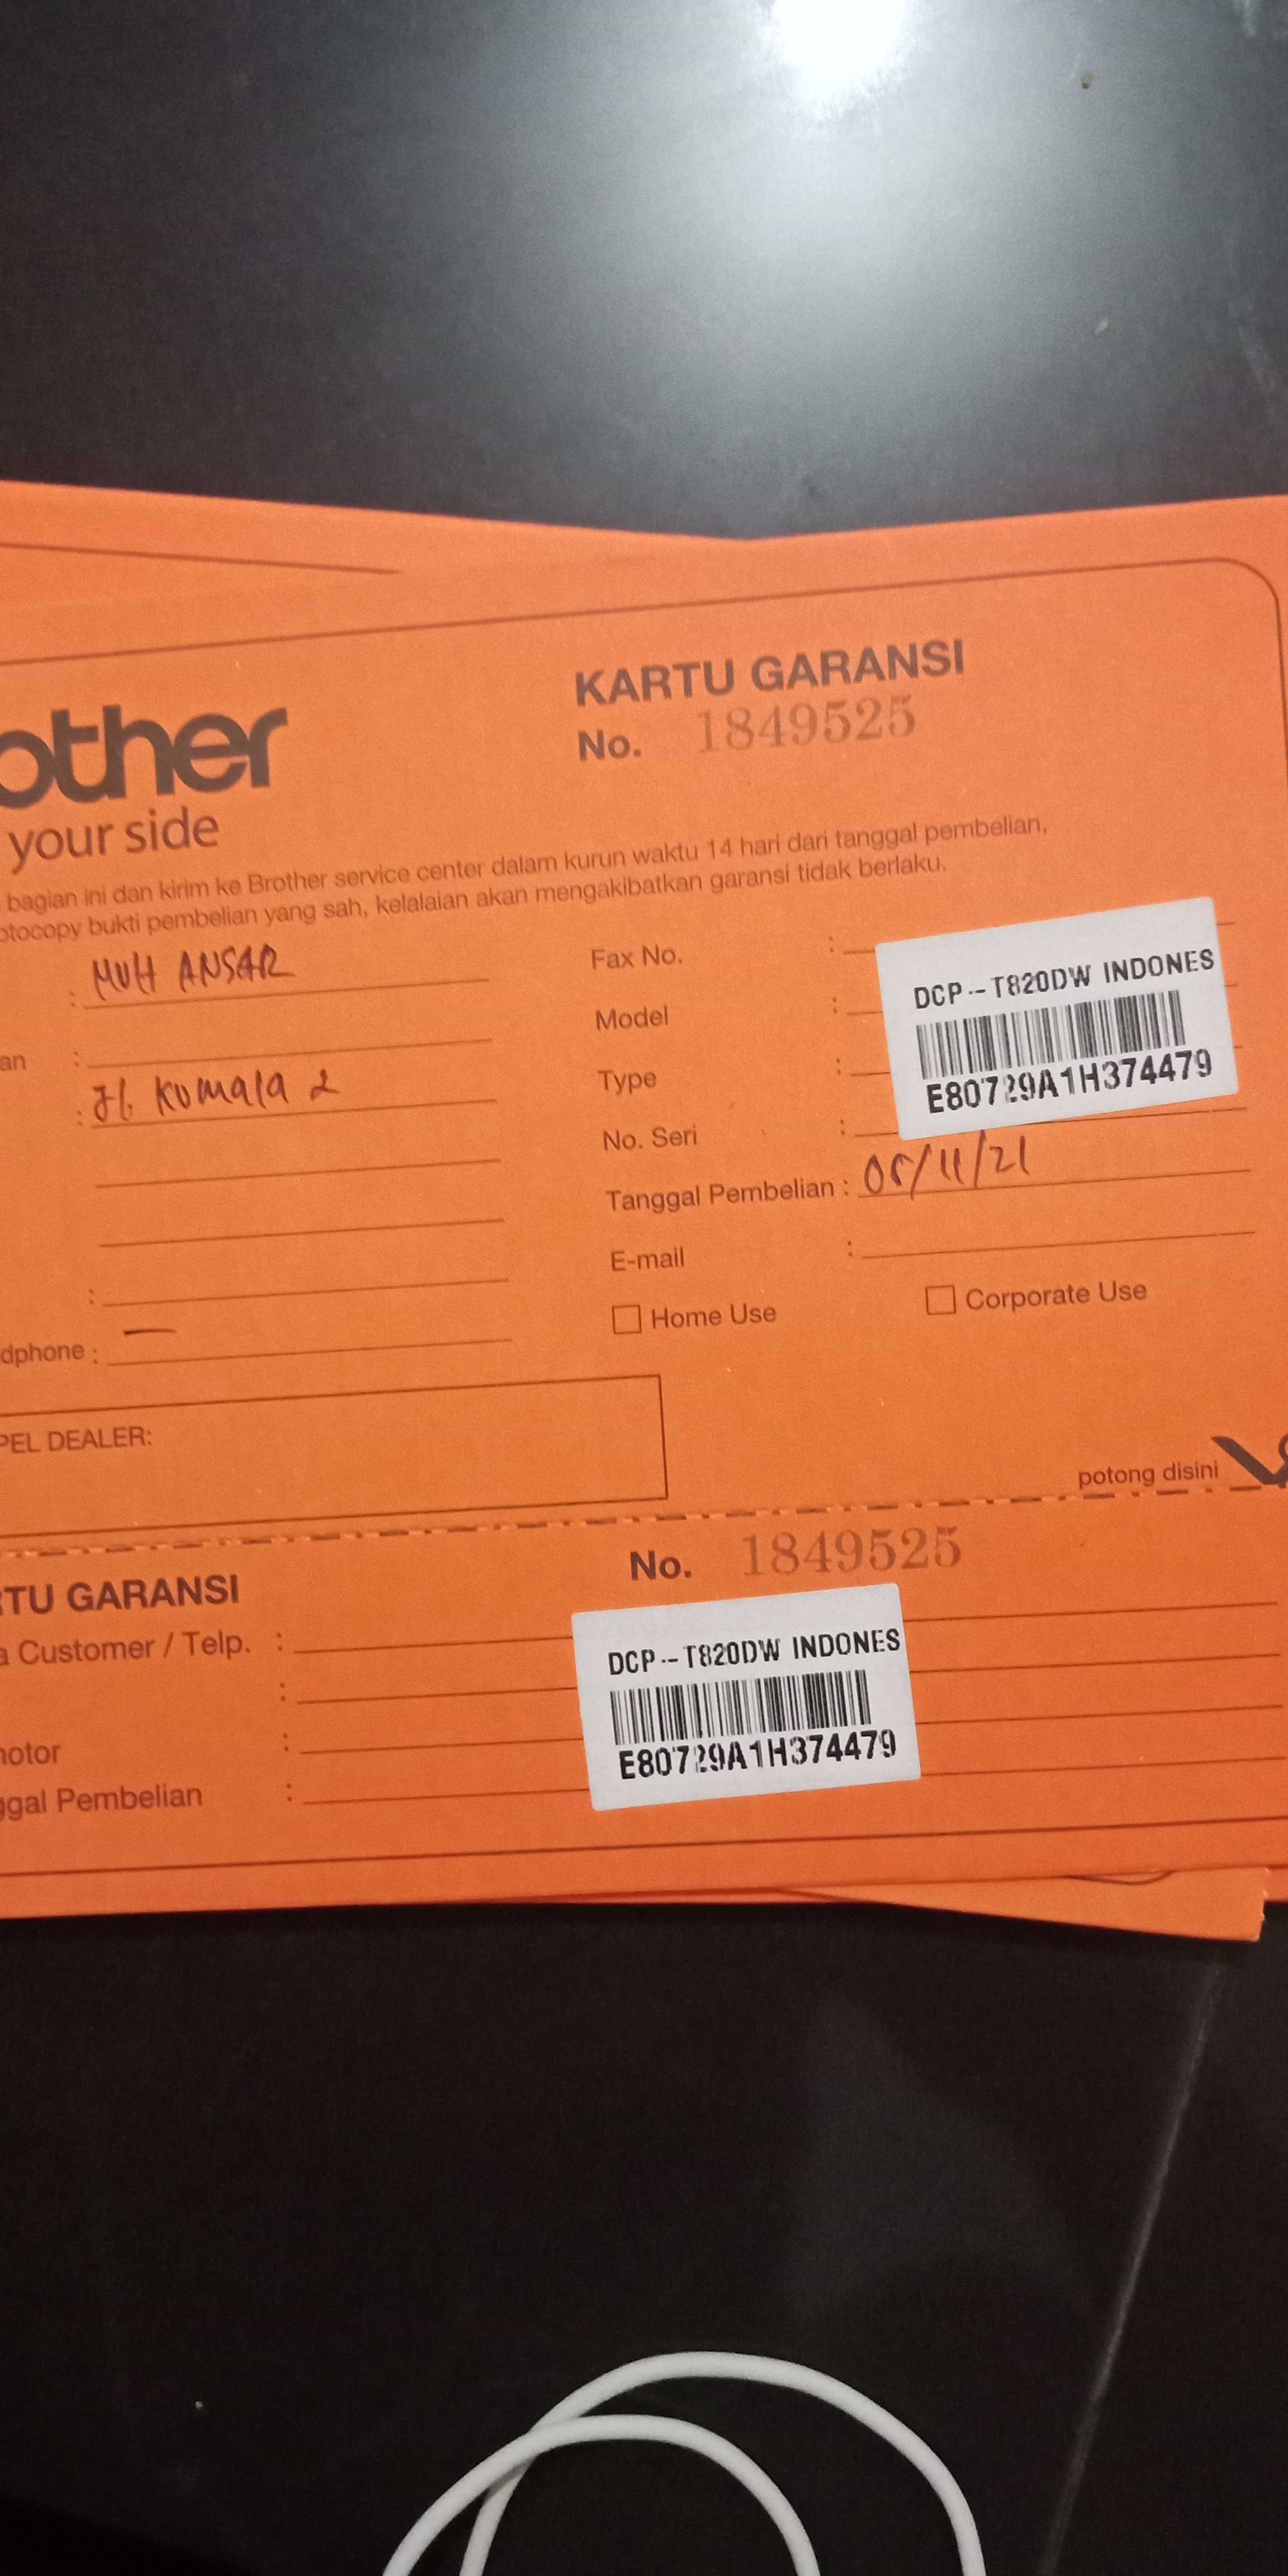 other
your side
KARTU GARANSI
No. 1849525
bagian ini dan kirim ke Brother service center dalam kurun waktu 14 hari dari tanggal pembelian,
otocopy bukti pembelian yang sah, kelalaian akan mengakibatkan garansi tidak berlaku.
: MUH ANSAR
an :
: Jl. Kumala 2
:
dphone : —
Fax No. :
Model :
Type :
No. Seri :
DCP-T820DW INDONES
E80729A1H374479
Tanggal Pembelian : 05/11/21
E-mail :
Home Use
Corporate Use
PEL DEALER:
potong disini
TU GARANSI
No. 1849525
a Customer / Telp. :
:
otor :
ggal Pembelian :
DCP-T820DW INDONES
E80729A1H374479